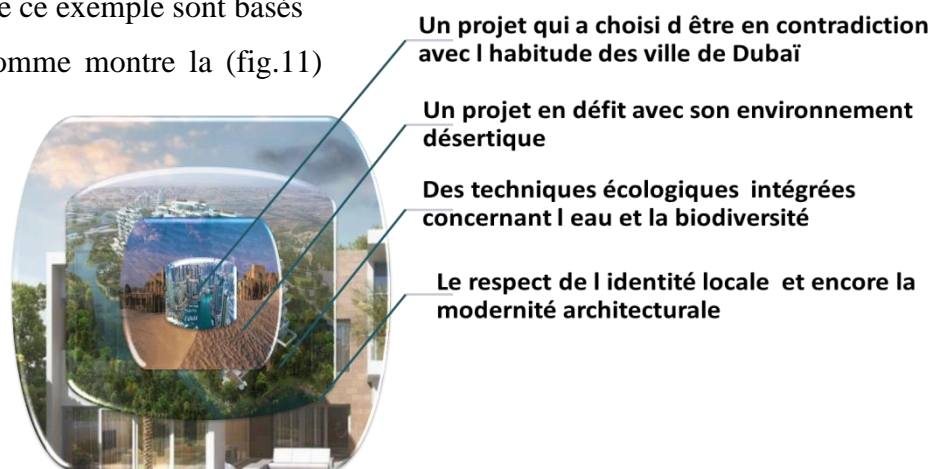 e ce exemple sont basés
omme montre la (fig.11)
Un projet qui a choisi d être en contradiction
avec l habitude des ville de Dubaï
Un projet en défit avec son environnement
désertique
Des techniques écologiques intégrées
concernant l eau et la biodiversité
Le respect de l identité locale et encore la
modernité architecturale